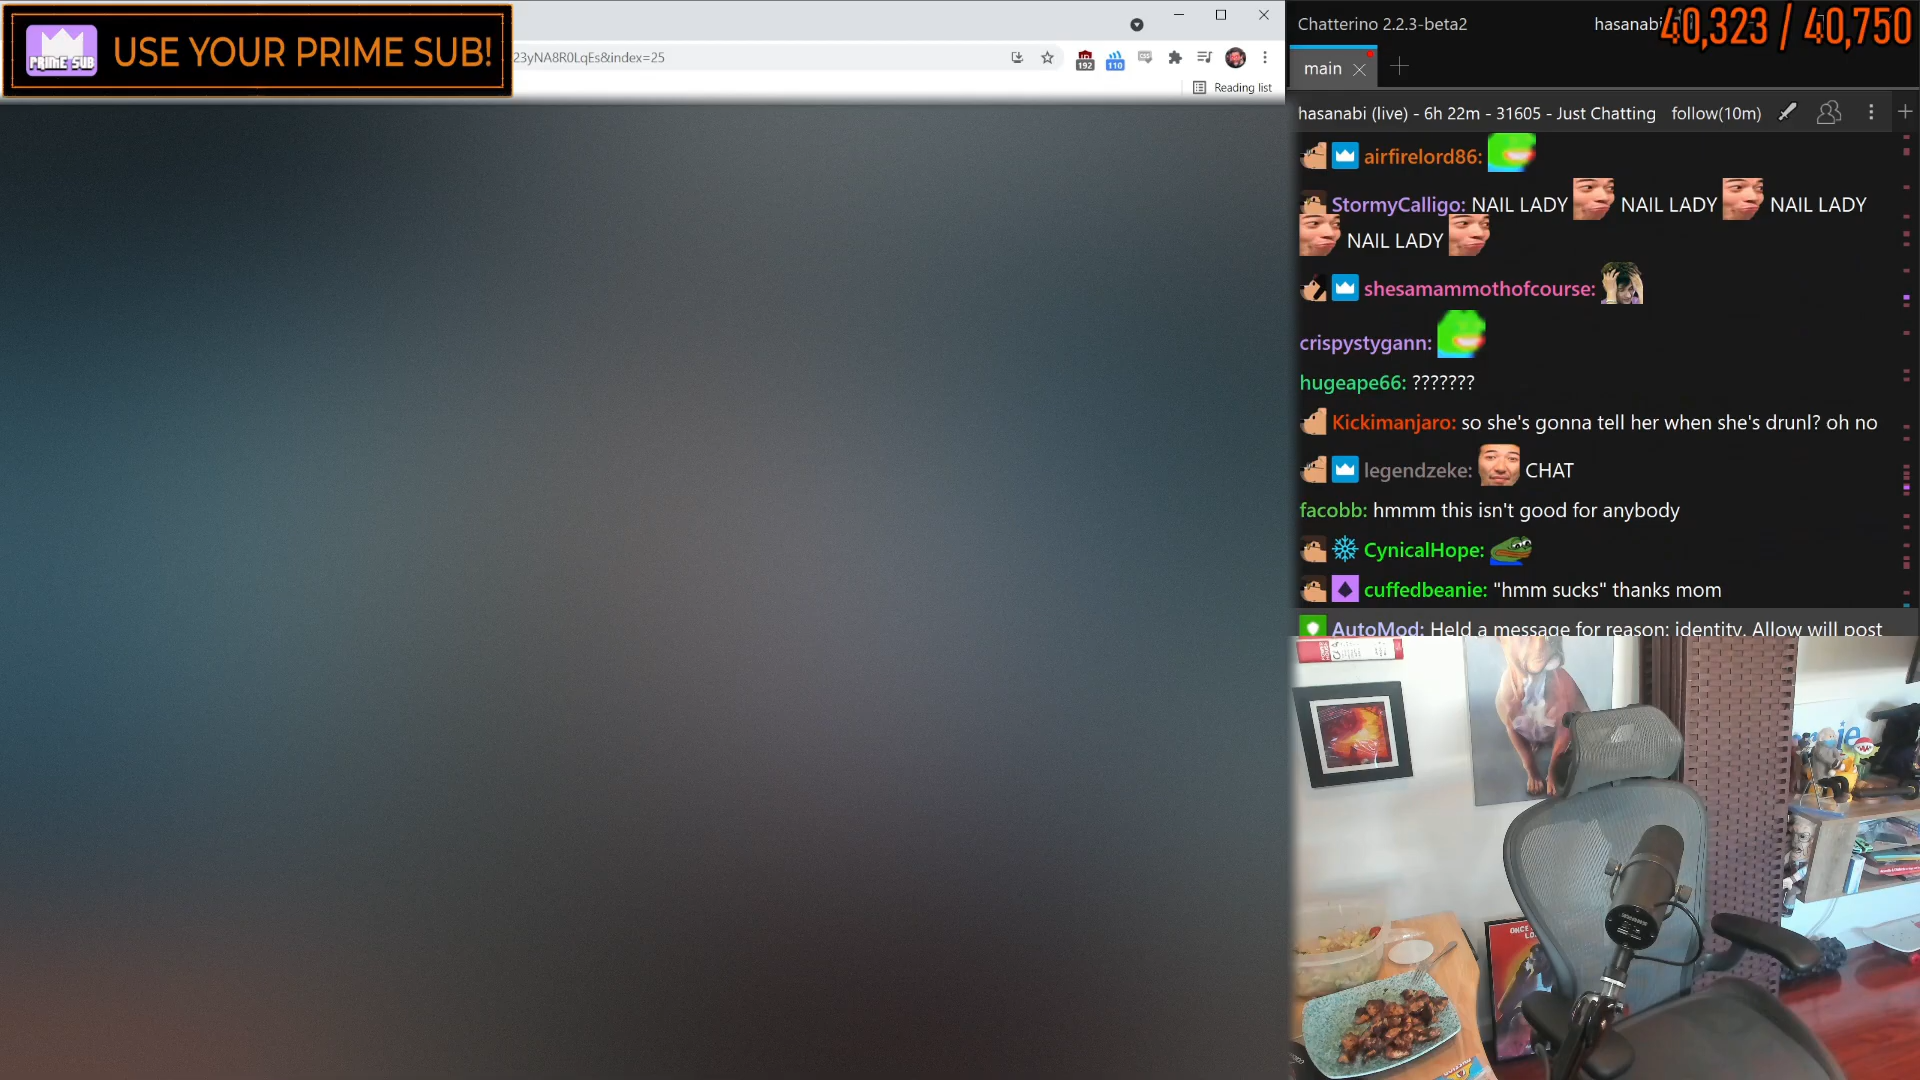 PRIME SUB
USE YOUR PRIME SUB!
23yNA8R0LqEs&index=25
192
110
Reading list
Chatterino 2.2.3-beta2
hasanabi
40,323 / 40,750
main
hasanabi (live) - 6h 22m - 31605 - Just Chatting
follow(10m)
airfirelord86:
StormyCalligo: NAIL LADY NAIL LADY NAIL LADY
NAIL LADY
shesamammothofcourse:
crispystygann:
hugeape66: ???????
Kickimanjaro: so she's gonna tell her when she's drunl? oh no
legendzeke: CHAT
facobb: hmmm this isn't good for anybody
CynicalHope:
cuffedbeanie: "hmm sucks" thanks mom
AutoMod: Held a message for reason: identity. Allow will post
ONCE